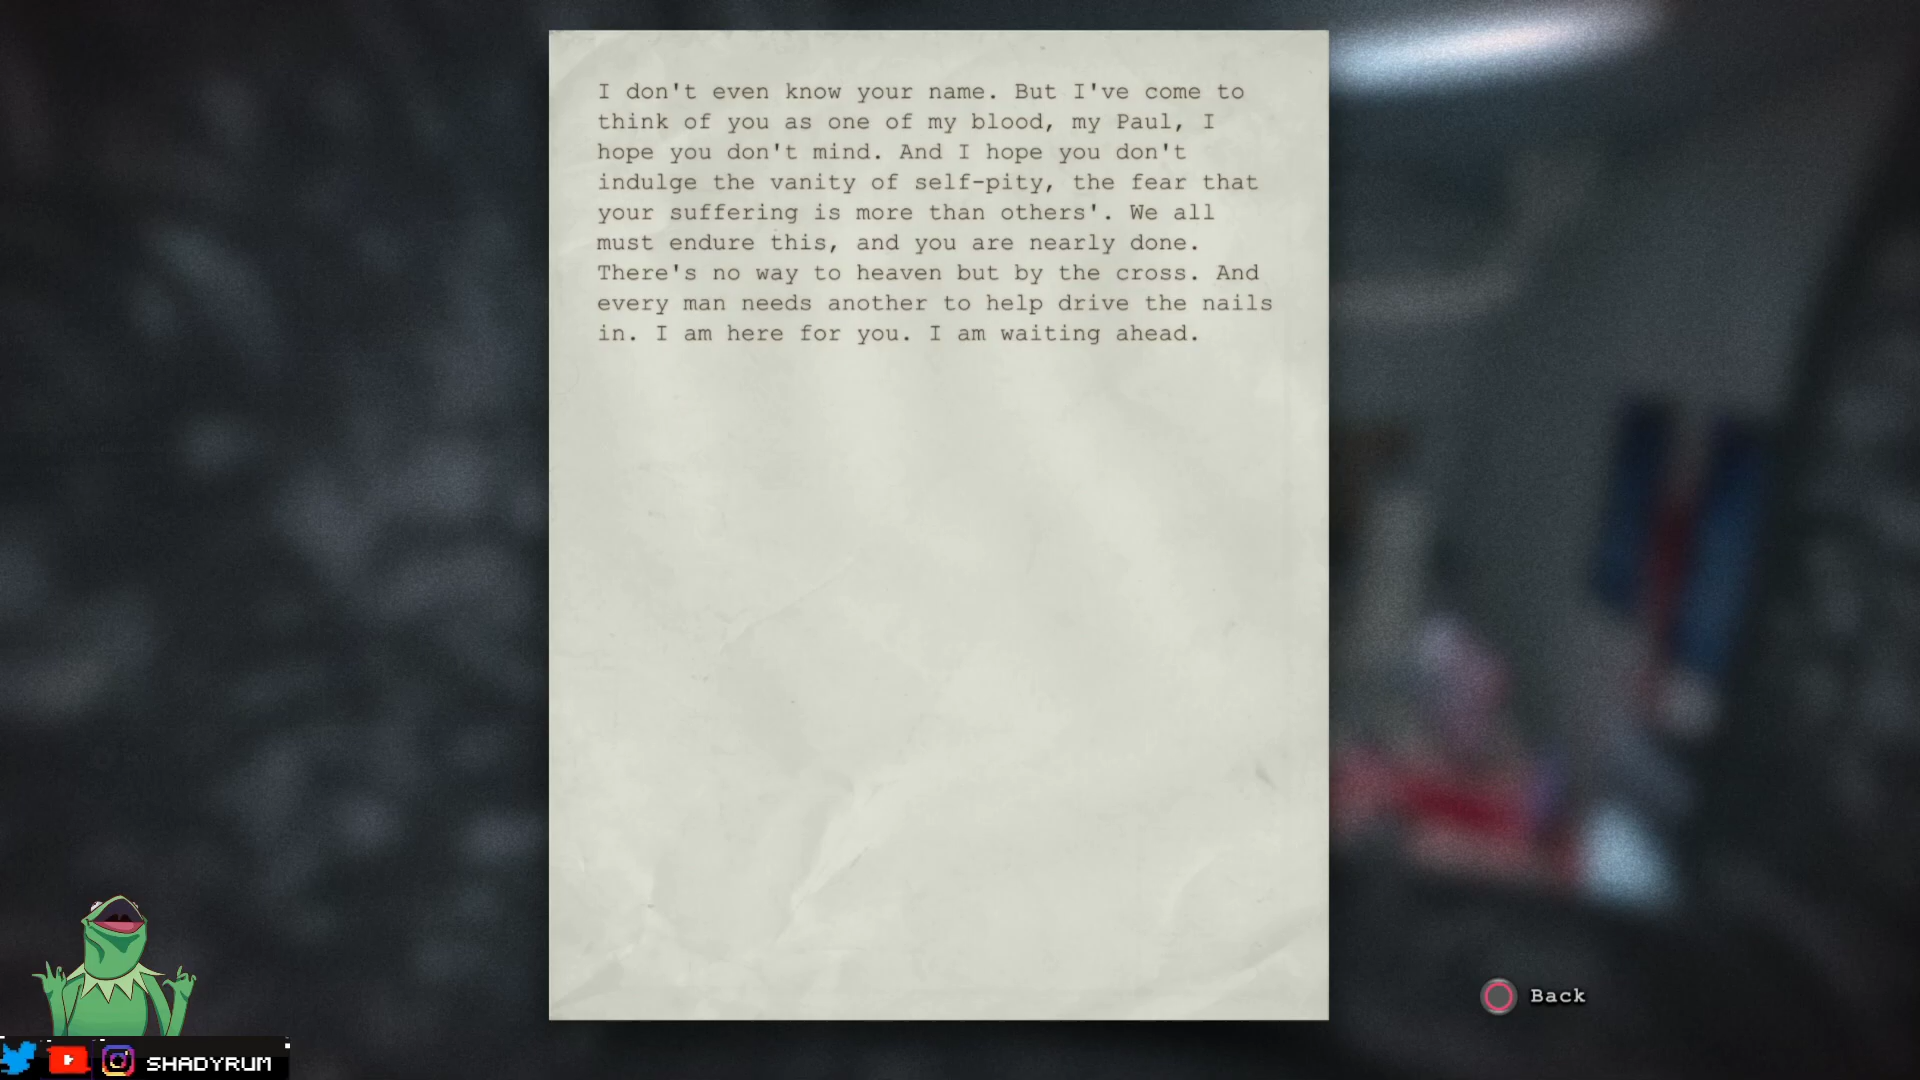 I don't even know your name. But I've come to
think of you as one of my blood, my Paul, I
hope you don't mind. And I hope you don't
indulge the vanity of self-pity, the fear that
your suffering is more than others'. We all
must endure this, and you are nearly done.
There's no way to heaven but by the cross. And
every man needs another to help drive the nails
in. I am here for you. I am waiting ahead.
Back
SHADYRUM